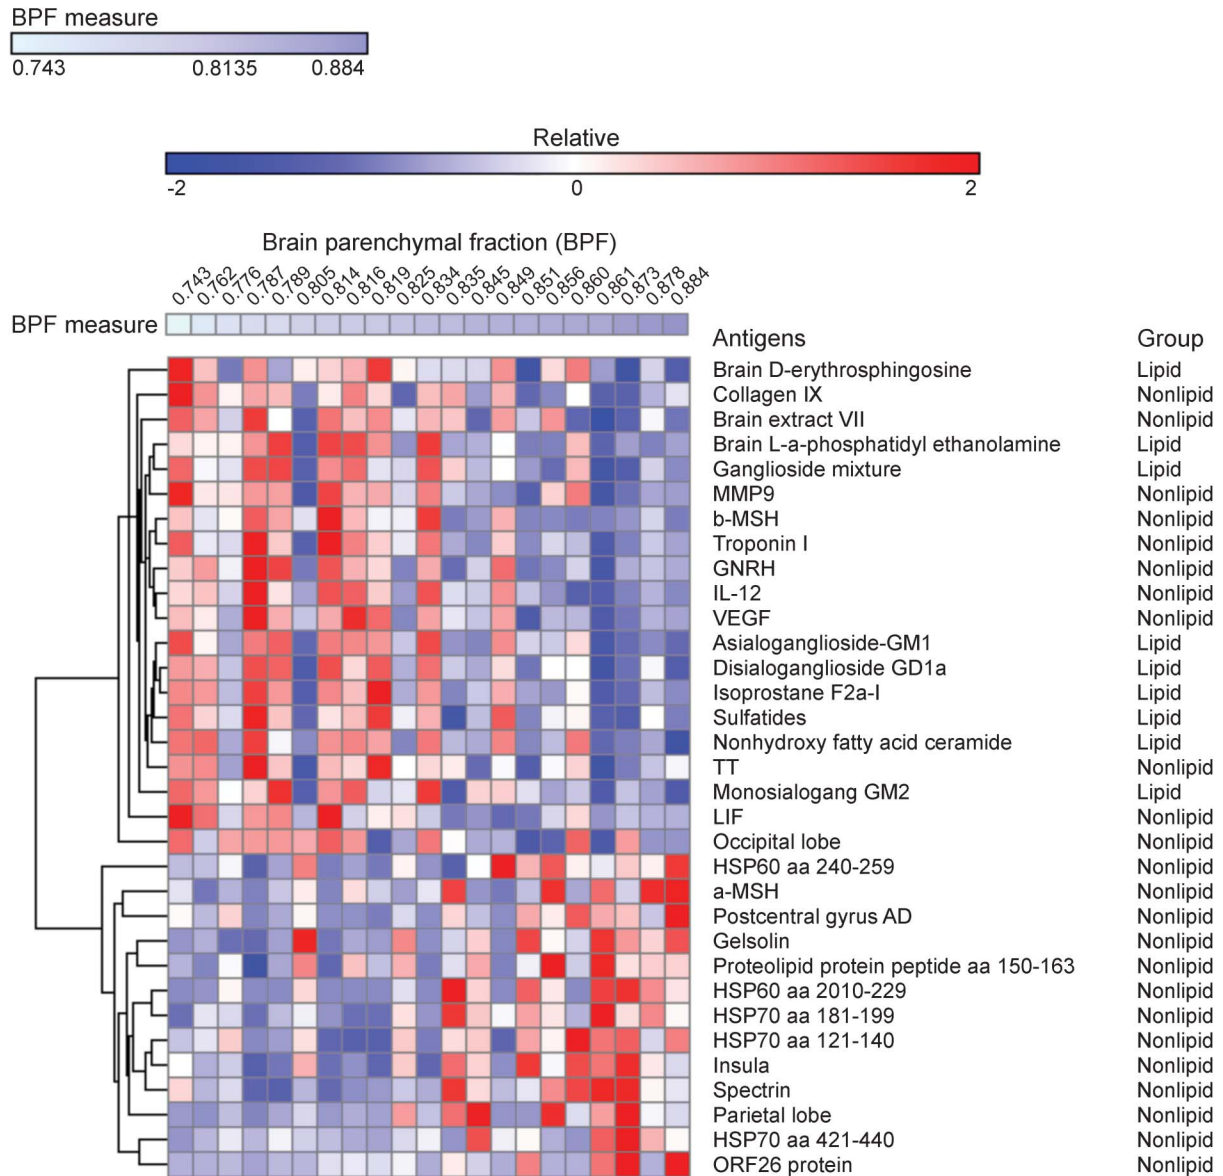 BPF measure
0.743 0.8135 0.884
Relative
-2 0 2
Brain parenchymal fraction (BPF)
0.743 0.762 0.776 0.787 0.789 0.805 0.814 0.816 0.819 0.825 0.834 0.835 0.845 0.849 0.851 0.856 0.860 0.861 0.873 0.878 0.884
BPF measure
Antigens Group
Brain D-erythrosphingosine Lipid
Collagen IX Nonlipid
Brain extract VII Nonlipid
Brain L-a-phosphatidyl ethanolamine Lipid
Ganglioside mixture Lipid
MMP9 Nonlipid
b-MSH Nonlipid
Troponin I Nonlipid
GNRH Nonlipid
IL-12 Nonlipid
VEGF Nonlipid
Asialoganglioside-GM1 Lipid
Disialoganglioside GD1a Lipid
Isoprostane F2a-I Lipid
Sulfatides Lipid
Nonhydroxy fatty acid ceramide Lipid
TT Nonlipid
Monosialogang GM2 Lipid
LIF Nonlipid
Occipital lobe Nonlipid
HSP60 aa 240-259 Nonlipid
a-MSH Nonlipid
Postcentral gyrus AD Nonlipid
Gelsolin Nonlipid
Proteolipid protein peptide aa 150-163 Nonlipid
HSP60 aa 2010-229 Nonlipid
HSP70 aa 181-199 Nonlipid
HSP70 aa 121-140 Nonlipid
Insula Nonlipid
Spectrin Nonlipid
Parietal lobe Nonlipid
HSP70 aa 421-440 Nonlipid
ORF26 protein Nonlipid